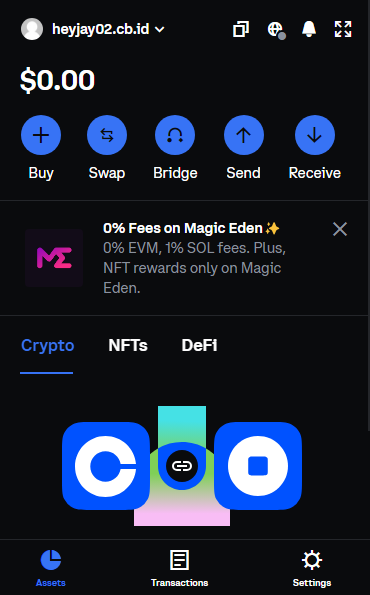 heyjay02.cb.id
$0.00
Buy Swap Bridge Send Receive
0% Fees on Magic Eden✨
0% EVM, 1% SOL fees. Plus,
NFT rewards only on Magic
Eden.
Crypto NFTs DeFi
Assets Transactions Settings